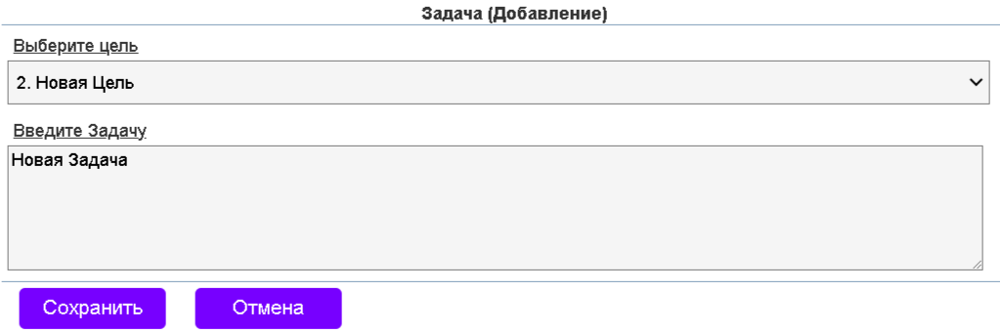 Задача (Добавление)
Выберите цель
2. Новая Цель
Введите Задачу
Новая Задача
Сохранить Отмена